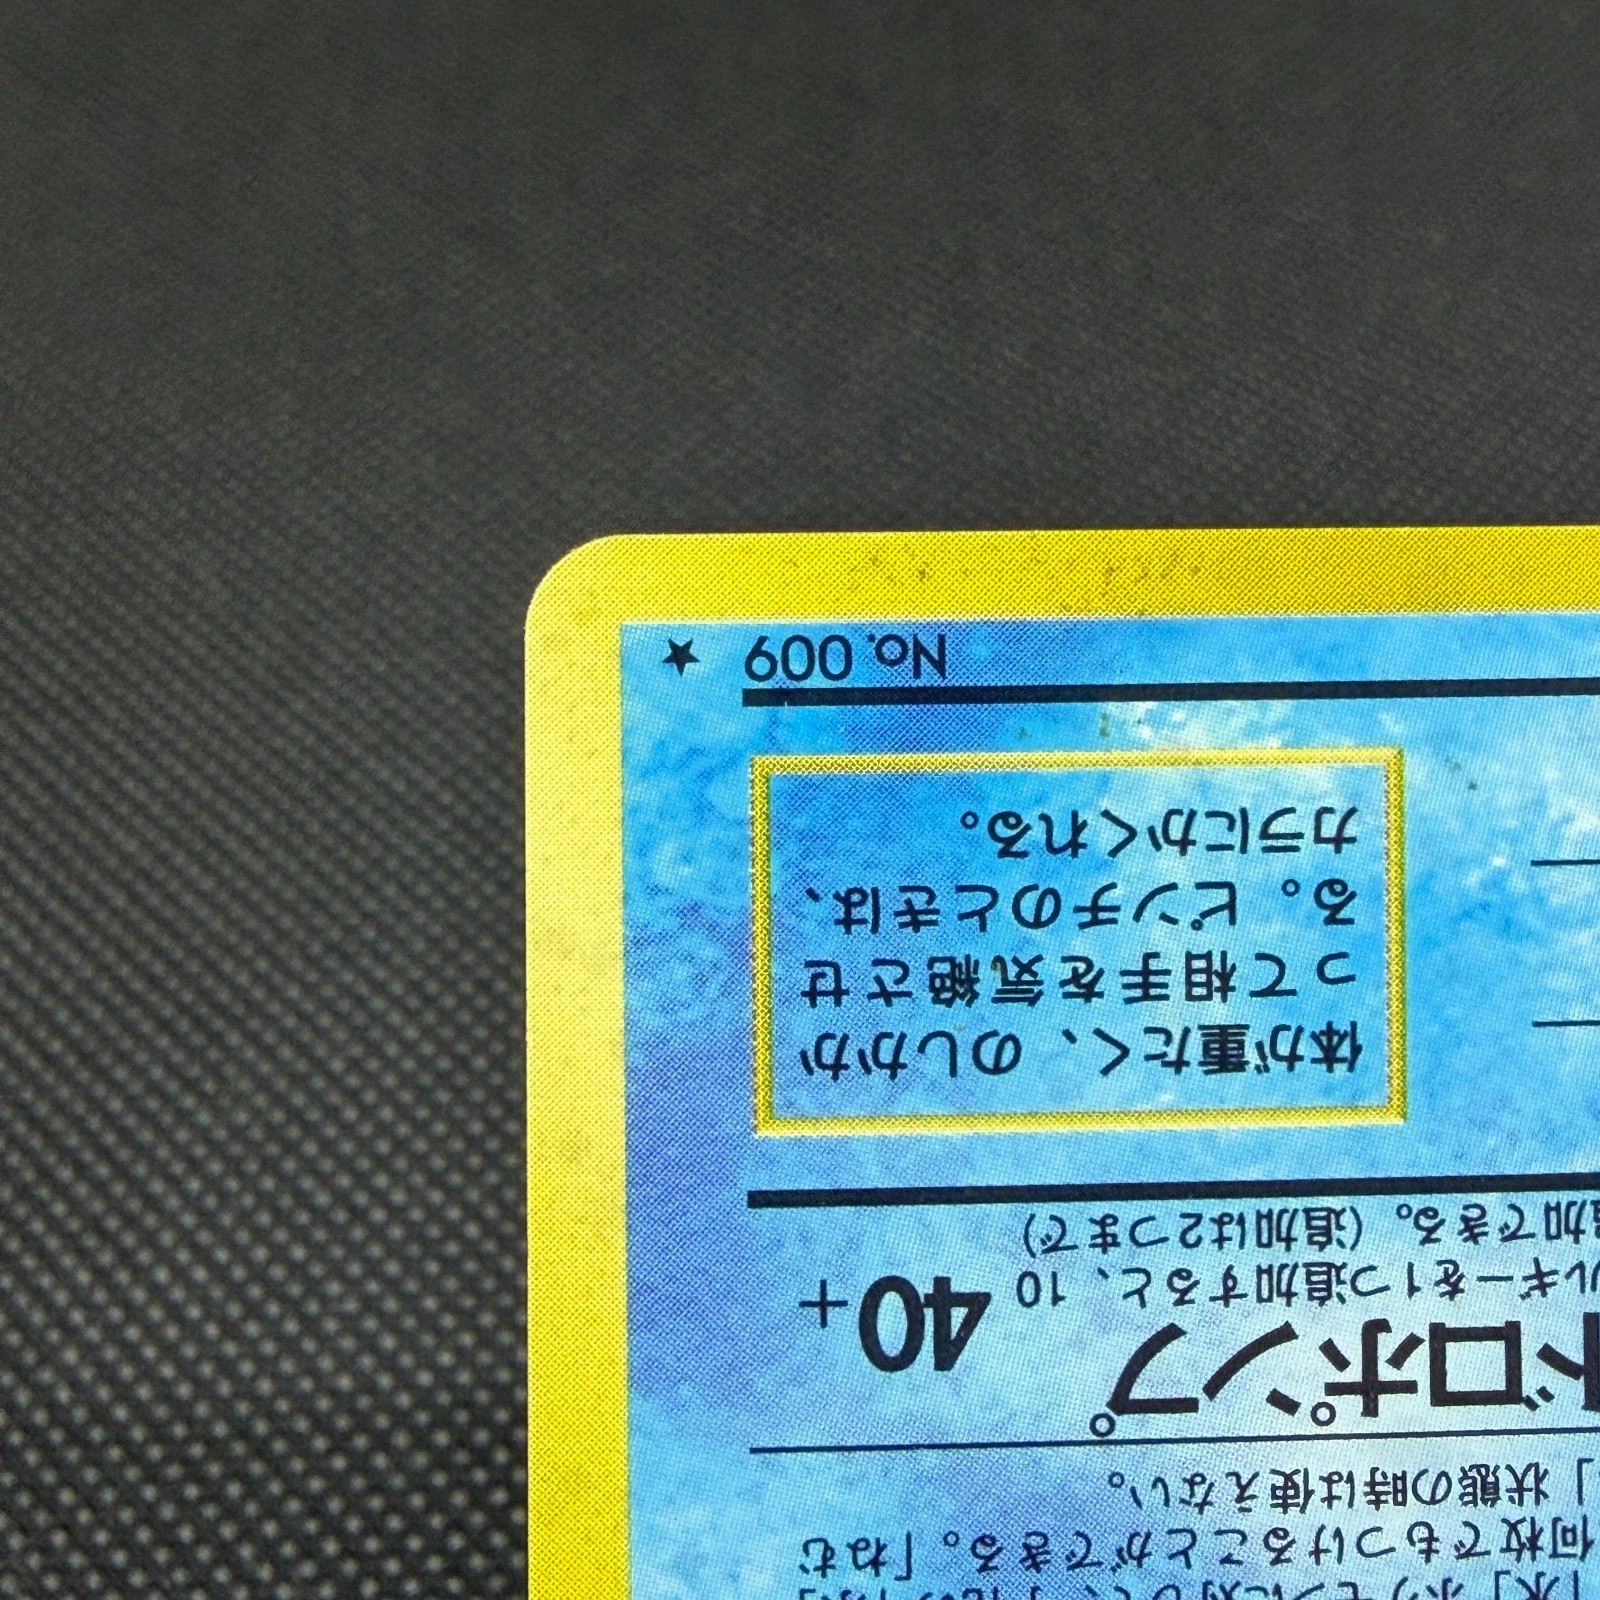 何枚でもつけることができる。「ねむ
」状態の時は使えない。
ドロポンプ 40+
ルギーを1つ追加すると、10
追加できる。(追加は2つまで)
体が重たく、のしかか
って相手を気絶させ
る。ピンチのときは、
カラにかくれる。
No. 009 ★